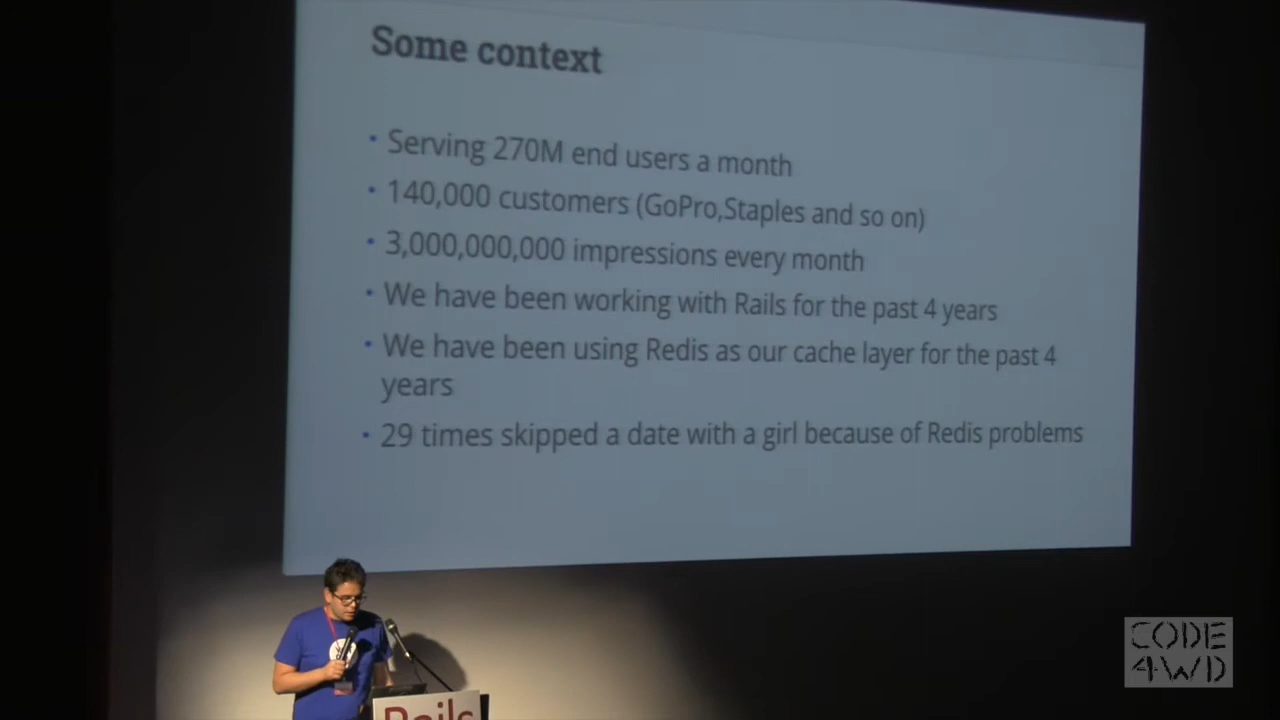 Some context
• Serving 270M end users a month
• 140,000 customers (GoPro,Staples and so on)
• 3,000,000,000 impressions every month
• We have been working with Rails for the past 4 years
• We have been using Redis as our cache layer for the past 4
years
• 29 times skipped a date with a girl because of Redis problems
Rails
CODE
4WD